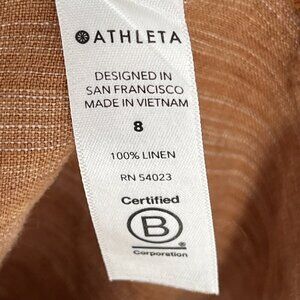 ATHLETA
DESIGNED IN
SAN FRANCISCO
MADE IN VIETNAM
8
100% LINEN
RN 54023
Certified
B
®
Corporation